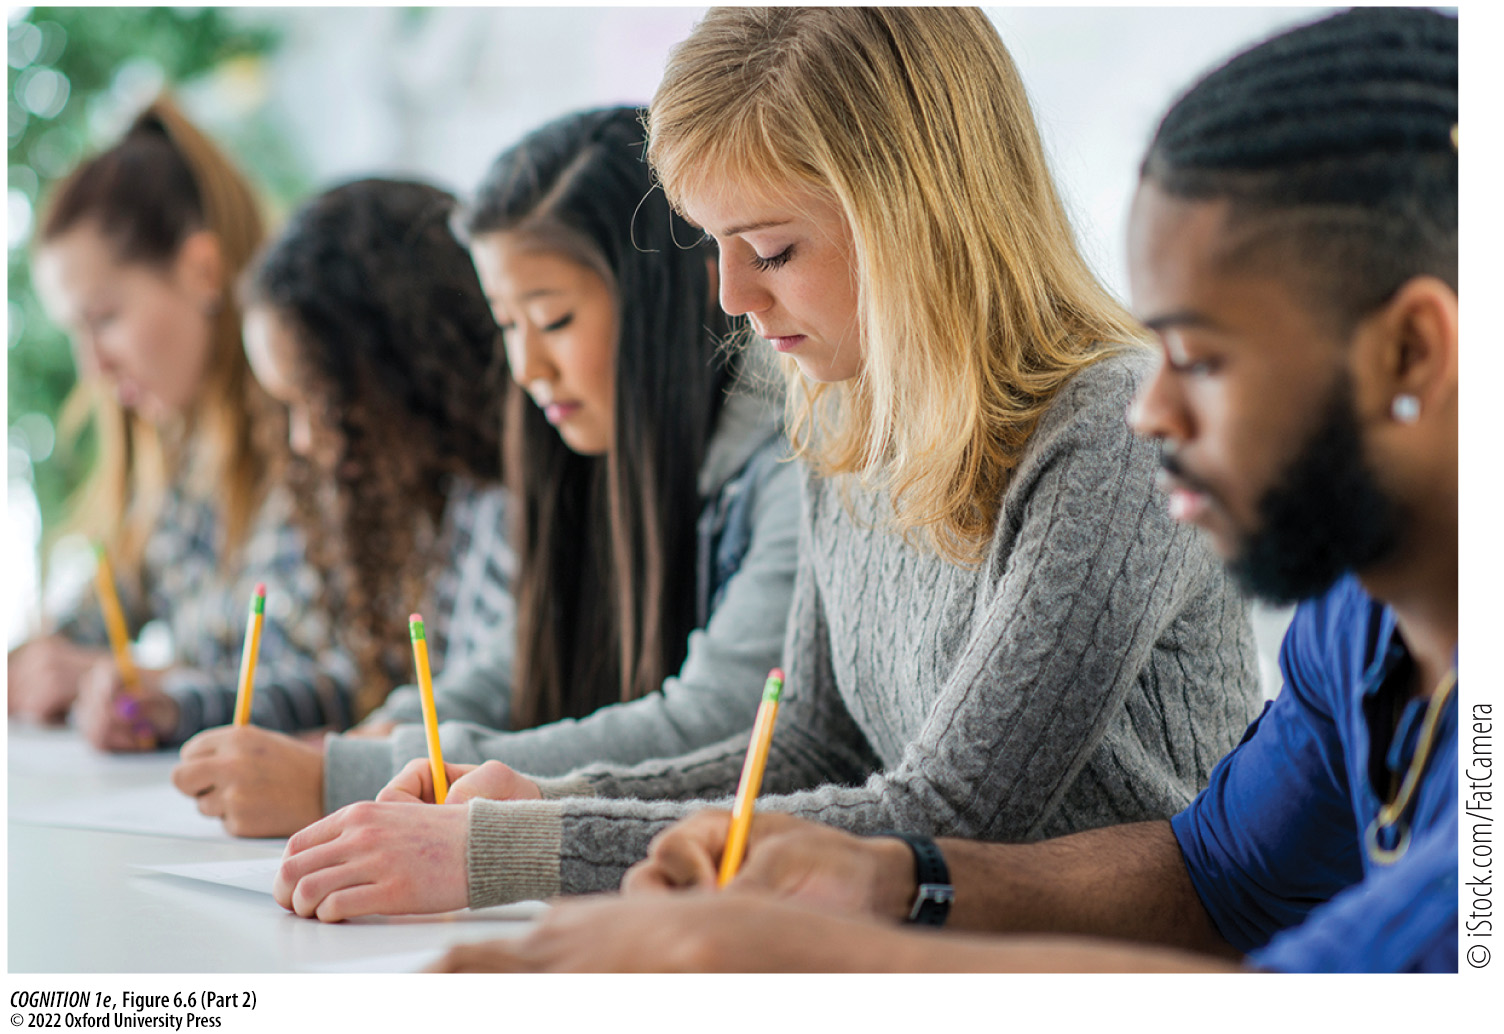 © iStock.com/FatCamera
COGNITION 1e, Figure 6.6 (Part 2)
© 2022 Oxford University Press